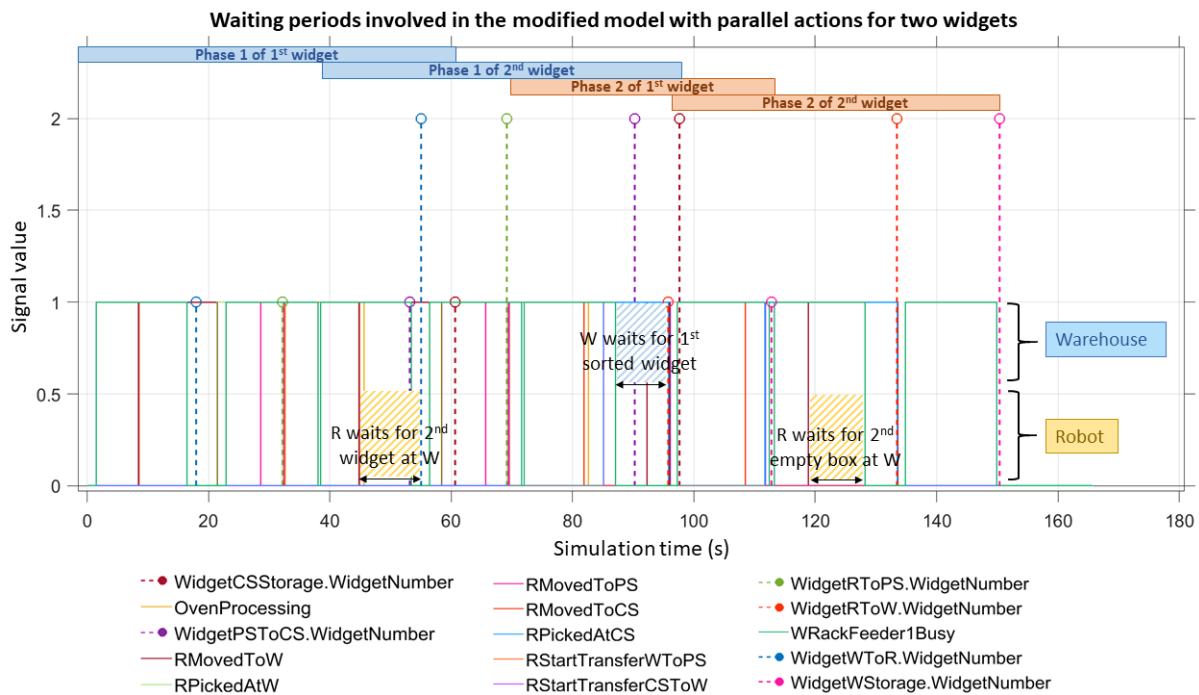 Waiting periods involved in the modified model with parallel actions for two widgets
Phase 1 of 1st widget
Phase 1 of 2nd widget
Phase 2 of 1st widget
Phase 2 of 2nd widget
2
1.5
1
0.5
0
Signal value
W waits for 1st
sorted widget
R waits for 2nd
widget at W
R waits for 2nd
empty box at W
Warehouse
Robot
0 20 40 60 80 100 120 140 160 180
Simulation time (s)
WidgetCSStorage.WidgetNumber
OvenProcessing
WidgetPSToCS.WidgetNumber
RMovedToW
RPickedAtW
RMovedToPS
RMovedToCS
RPickedAtCS
RStartTransferWToPS
RStartTransferCSToW
WidgetRToPS.WidgetNumber
WidgetRToW.WidgetNumber
WRackFeeder1Busy
WidgetWToR.WidgetNumber
WidgetWStorage.WidgetNumber